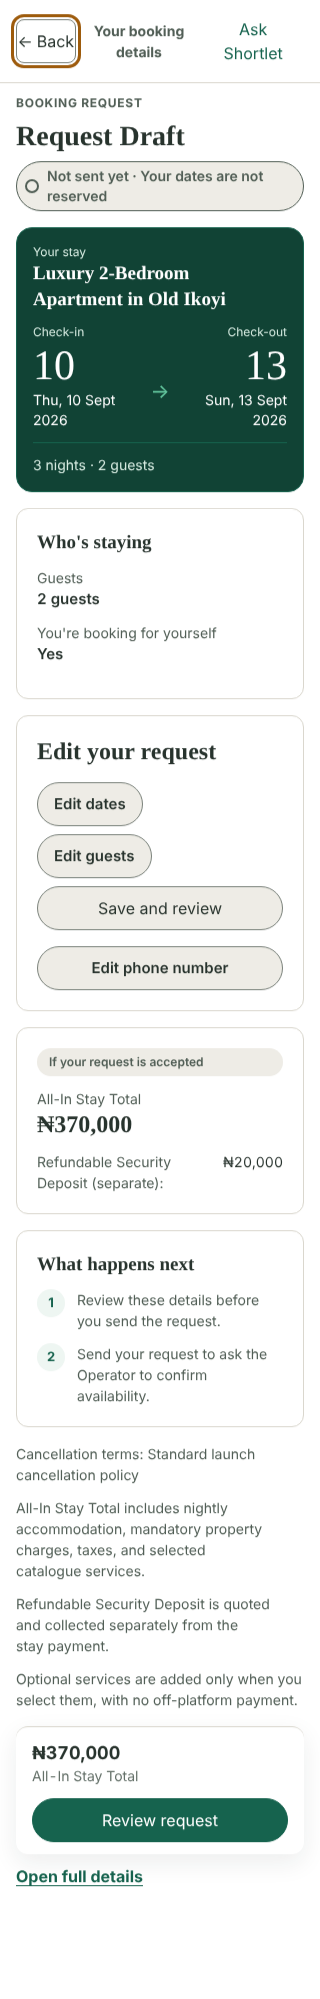 ← Back
Your booking
details
Ask
Shortlet
BOOKING REQUEST
Request Draft
Not sent yet · Your dates are not
reserved
Your stay
Luxury 2-Bedroom
Apartment in Old Ikoyi
Check-in
Check-out
10
13
Thu, 10 Sept
2026
→
Sun, 13 Sept
2026
3 nights · 2 guests
Who's staying
Guests
2 guests
You're booking for yourself
Yes
Edit your request
Edit dates
Edit guests
Save and review
Edit phone number
If your request is accepted
All-In Stay Total
₦370,000
Refundable Security
Deposit (separate):
₦20,000
What happens next
1 Review these details before
you send the request.
2 Send your request to ask the
Operator to confirm
availability.
Cancellation terms: Standard launch
cancellation policy
All-In Stay Total includes nightly
accommodation, mandatory property
charges, taxes, and selected
catalogue services.
Refundable Security Deposit is quoted
and collected separately from the
stay payment.
Optional services are added only when you
select them, with no off-platform payment.
₦370,000
All-In Stay Total
Review request
Open full details